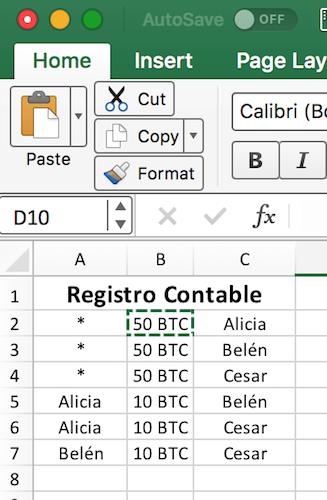 AutoSave OFF
Home Insert Page Lay
Cut
Copy
Format
Paste
Calibri (Bo
B I
D10 fx
A B C
1 Registro Contable
2 * 50 BTC Alicia
3 * 50 BTC Belén
4 * 50 BTC Cesar
5 Alicia 10 BTC Belén
6 Alicia 10 BTC Cesar
7 Belén 10 BTC Cesar
8